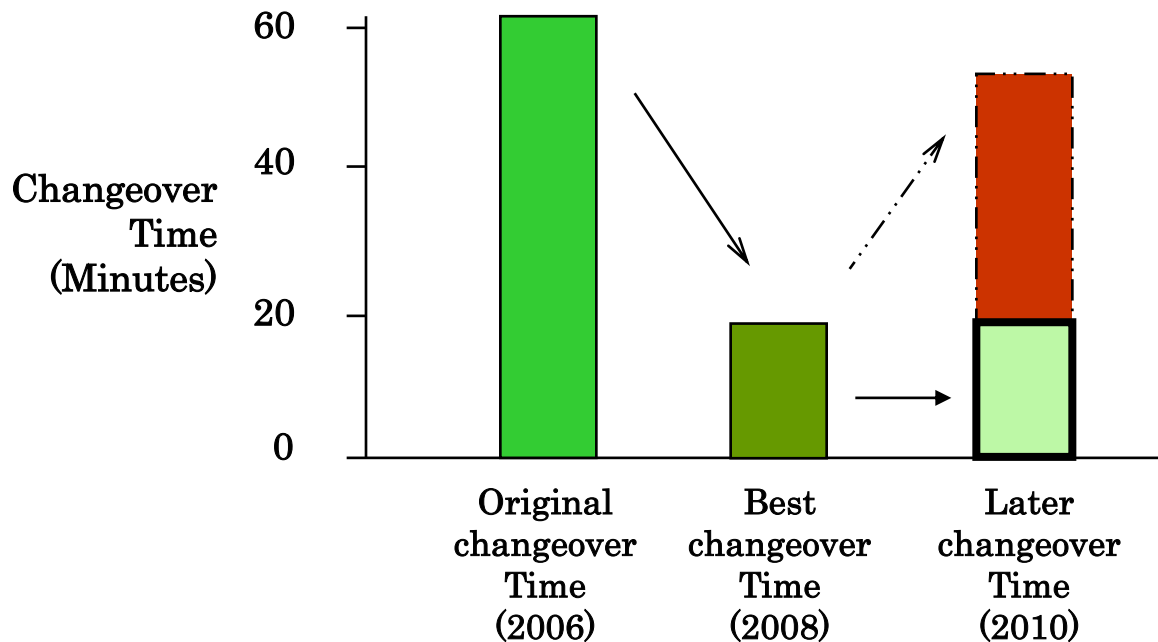 60
40
20
0
Changeover
Time
(Minutes)
Original
changeover
Time
(2006)
Best
changeover
Time
(2008)
Later
changeover
Time
(2010)